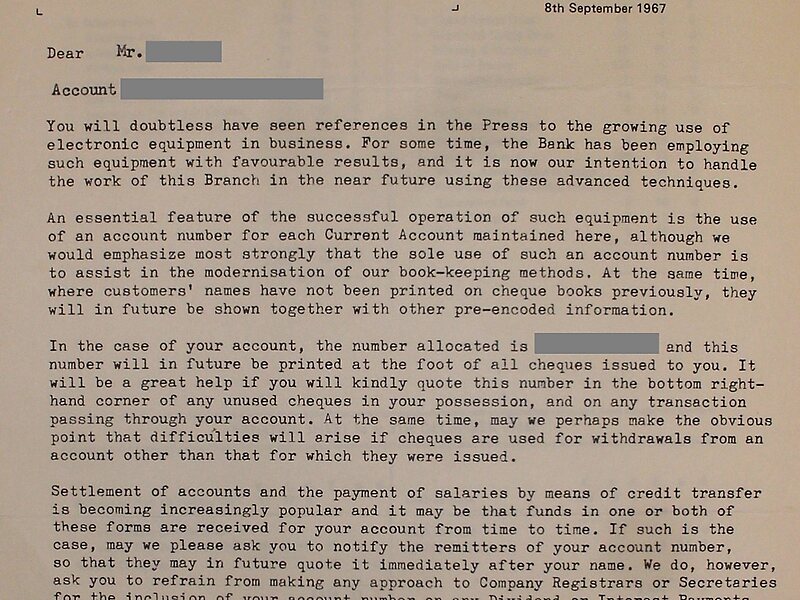 8th September 1967
Dear Mr.
Account
You will doubtless have seen references in the Press to the growing use of
electronic equipment in business. For some time, the Bank has been employing
such equipment with favourable results, and it is now our intention to handle
the work of this Branch in the near future using these advanced techniques.
An essential feature of the successful operation of such equipment is the use
of an account number for each Current Account maintained here, although we
would emphasize most strongly that the sole use of such an account number is
to assist in the modernisation of our book-keeping methods. At the same time,
where customers' names have not been printed on cheque books previously, they
will in future be shown together with other pre-encoded information.
In the case of your account, the number allocated is and this
number will in future be printed at the foot of all cheques issued to you. It
will be a great help if you will kindly quote this number in the bottom right-
hand corner of any unused cheques in your possession, and on any transaction
passing through your account. At the same time, may we perhaps make the obvious
point that difficulties will arise if cheques are used for withdrawals from an
account other than that for which they were issued.
Settlement of accounts and the payment of salaries by means of credit transfer
is becoming increasingly popular and it may be that funds in one or both of
these forms are received for your account from time to time. If such is the
case, may we please ask you to notify the remitters of your account number,
so that they may in future quote it immediately after your name. We do, however,
ask you to refrain from making any approach to Company Registrars or Secretaries
for the inclusion of your account number on any Dividend or Interest Payments